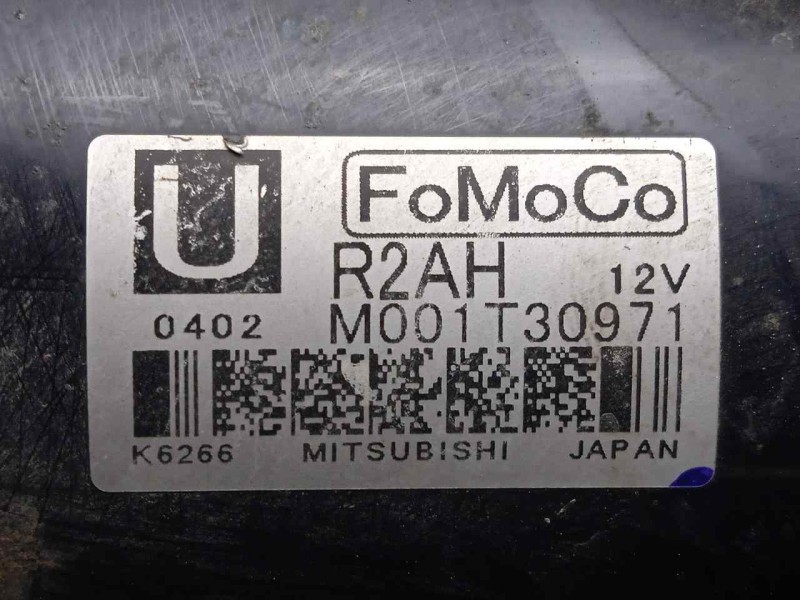 U FoMoCo
R2AH 12V
0402 M001T30971
K6266 MITSUBISHI JAPAN